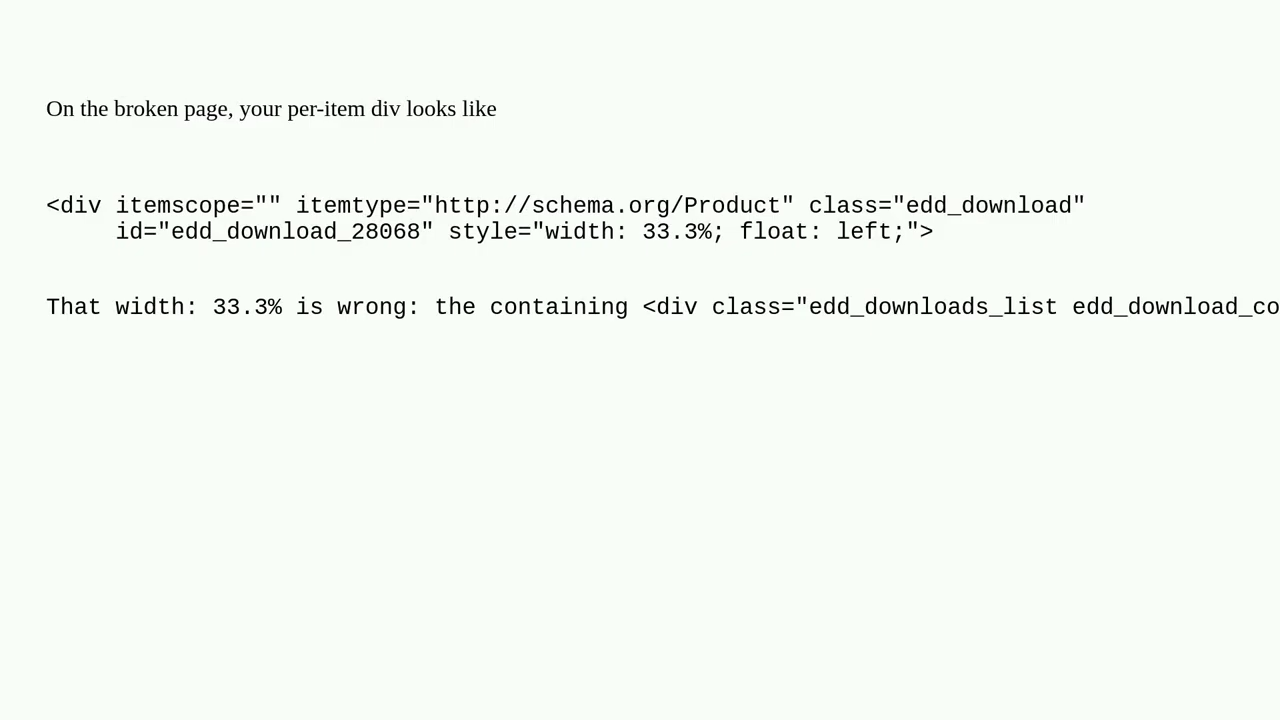 On the broken page, your per-item div looks like
<div itemscope="" itemtype="http://schema.org/Product" class="edd_download"
     id="edd_download_28068" style="width: 33.3%; float: left;">
That width: 33.3% is wrong: the containing <div class="edd_downloads_list edd_download_co